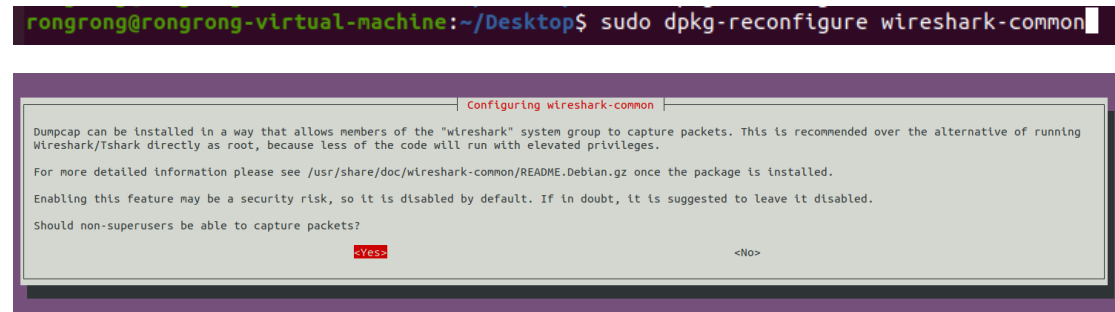 rongrong@rongrong-virtual-machine:~/Desktop$ sudo dpkg-reconfigure wireshark-common
Configuring wireshark-common
Dumpcap can be installed in a way that allows members of the "wireshark" system group to capture packets. This is recommended over the alternative of running
Wireshark/Tshark directly as root, because less of the code will run with elevated privileges.
For more detailed information please see /usr/share/doc/wireshark-common/README.Debian.gz once the package is installed.
Enabling this feature may be a security risk, so it is disabled by default. If in doubt, it is suggested to leave it disabled.
Should non-superusers be able to capture packets?
<Yes> <No>